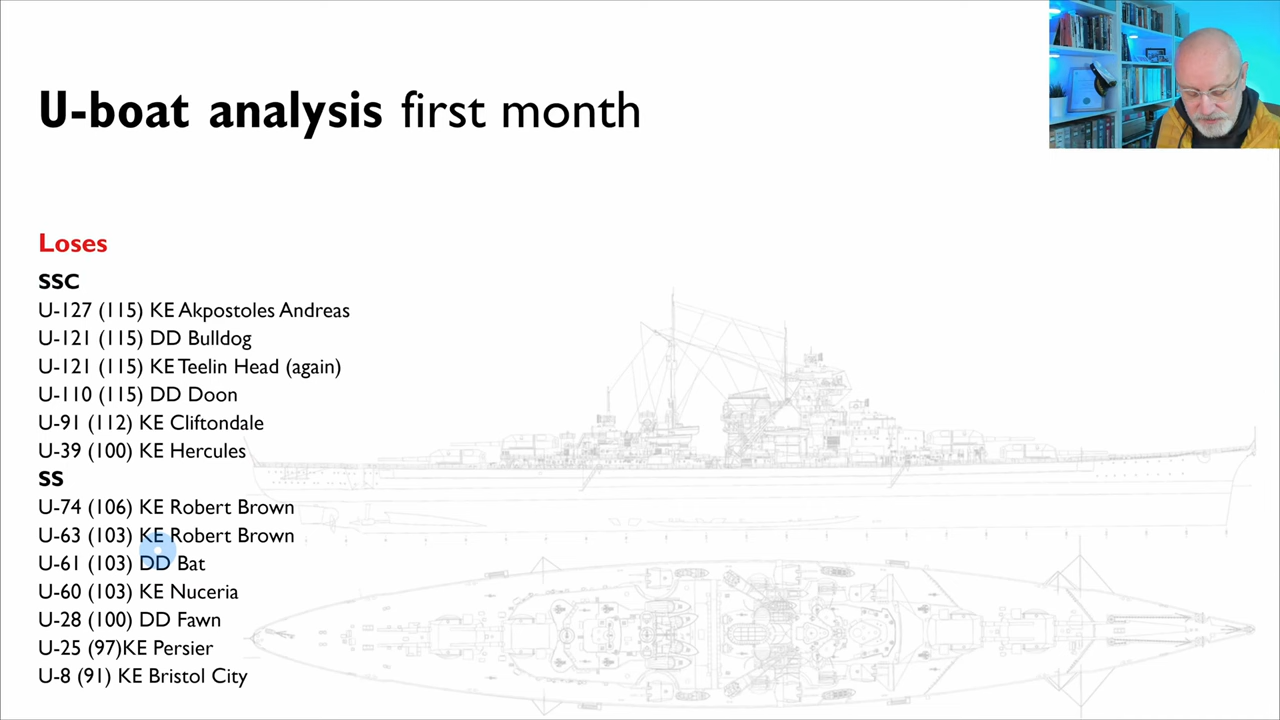 U-boat analysis first month
Loses
SSC
U-127 (115) KE Akpostoles Andreas
U-121 (115) DD Bulldog
U-121 (115) KE Teelin Head (again)
U-110 (115) DD Doon
U-91 (112) KE Cliftondale
U-39 (100) KE Hercules
SS
U-74 (106) KE Robert Brown
U-63 (103) KE Robert Brown
U-61 (103) DD Bat
U-60 (103) KE Nuceria
U-28 (100) DD Fawn
U-25 (97)KE Persier
U-8 (91) KE Bristol City